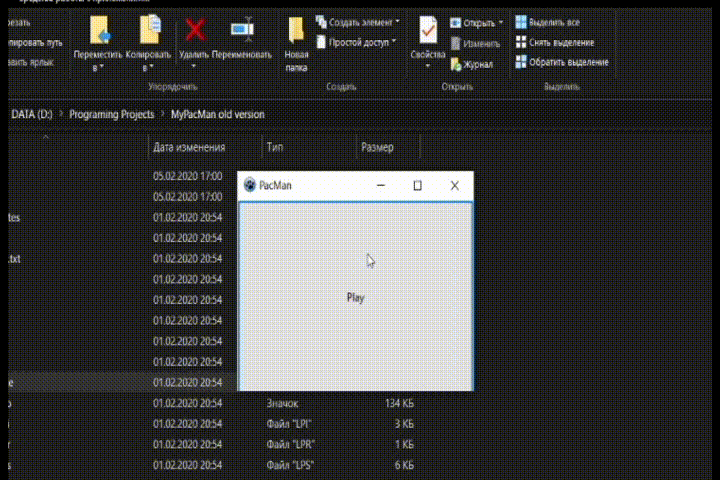 резать
опировать путь
авить ярлык
Переместить в
Копировать в
Удалить
Переименовать
Упорядочить
Новая папка
Создать элемент
Простой доступ
Создать
Свойства
Открыть
Изменить
Журнал
Открыть
Выделить все
Снять выделение
Обратить выделение
Выделить
DATA (D:) > Programing Projects > MyPacMan old version
Дата изменения Тип Размер
05.02.2020 17:00
05.02.2020 17:00
tes 01.02.2020 20:54
01.02.2020 20:54
.txt 01.02.2020 20:54
01.02.2020 20:54
01.02.2020 20:54
01.02.2020 20:54
01.02.2020 20:54
01.02.2020 20:54
e 01.02.2020 20:54
01.02.2020 20:54 Значок 134 КБ
01.02.2020 20:54 Файл "LPI" 3 КБ
r 01.02.2020 20:54 Файл "LPR" 1 КБ
s 01.02.2020 20:54 Файл "LPS" 6 КБ
PacMan
Play